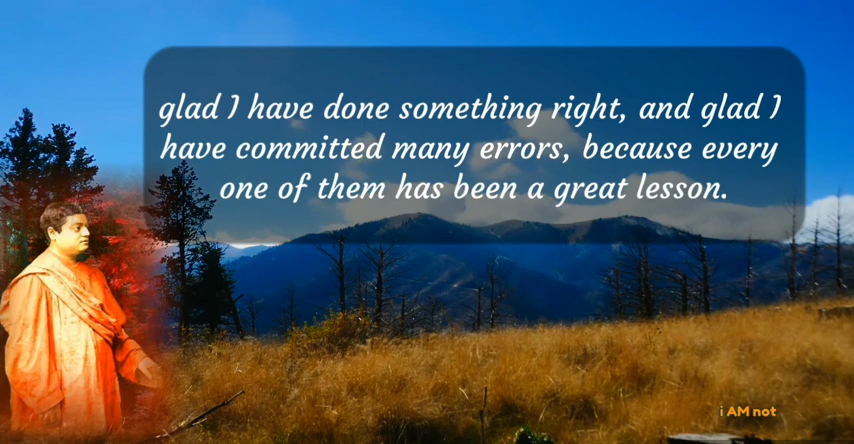 glad I have done something right, and glad I
have committed many errors, because every
one of them has been a great lesson.
i AM not